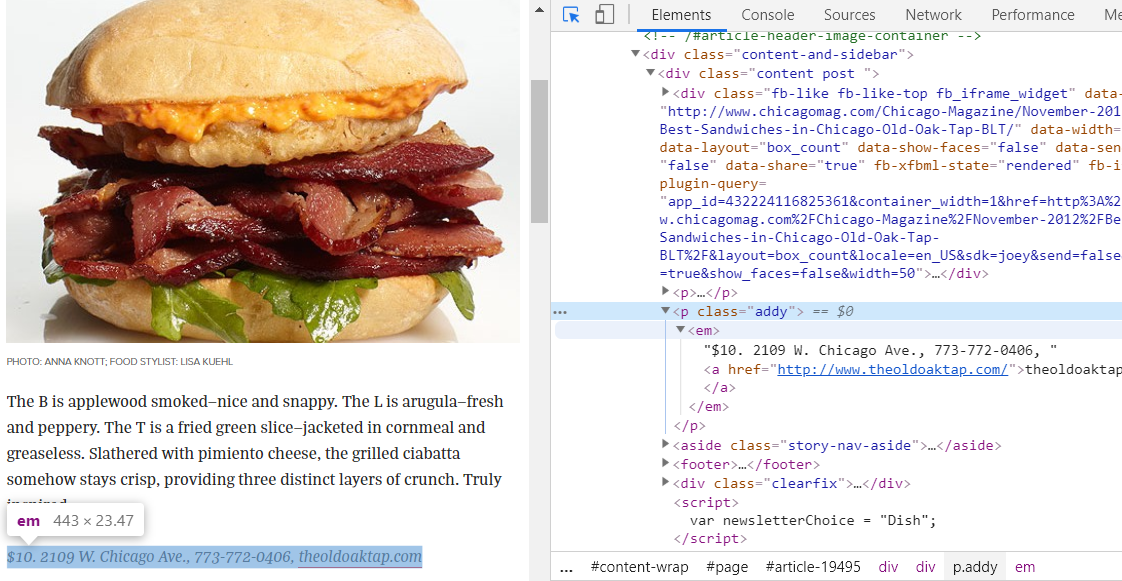 PHOTO: ANNA KNOTT; FOOD STYLIST: LISA KUEHL
The B is applewood smoked–nice and snappy. The L is arugula–fresh
and peppery. The T is a fried green slice–jacketed in cornmeal and
greaseless. Slathered with pimiento cheese, the grilled ciabatta
somehow stays crisp, providing three distinct layers of crunch. Truly
em 443 × 23.47
$10. 2109 W. Chicago Ave., 773-772-0406, theoldoaktap.com
Elements Console Sources Network Performance Me
<!-- /#article-header-image-container -->
▼<div class="content-and-sidebar">
▼<div class="content post ">
▶<div class="fb-like fb-like-top fb_iframe_widget" data-
"http://www.chicagomag.com/Chicago-Magazine/November-201
Best-Sandwiches-in-Chicago-Old-Oak-Tap-BLT/" data-width=
data-layout="box_count" data-show-faces="false" data-sen
"false" data-share="true" fb-xfbml-state="rendered" fb-i
plugin-query=
"app_id=432224116825361&container_width=1&href=http%3A%2
w.chicagomag.com%2FChicago-Magazine%2FNovember-2012%2FBe
Sandwiches-in-Chicago-Old-Oak-Tap-
BLT%2F&layout=box_count&locale=en_US&sdk=joey&send=false
=true&show_faces=false&width=50">…</div>
▶<p>…</p>
… ▼<p class="addy"> == $0
▼<em>
"$10. 2109 W. Chicago Ave., 773-772-0406, "
<a href="http://www.theoldoaktap.com/">theoldoaktap
</a>
</em>
</p>
▶<aside class="story-nav-aside">…</aside>
▶<footer>…</footer>
▶<div class="clearfix">…</div>
<script>
var newsletterChoice = "Dish";
</script>
... #content-wrap #page #article-19495 div div p.addy em